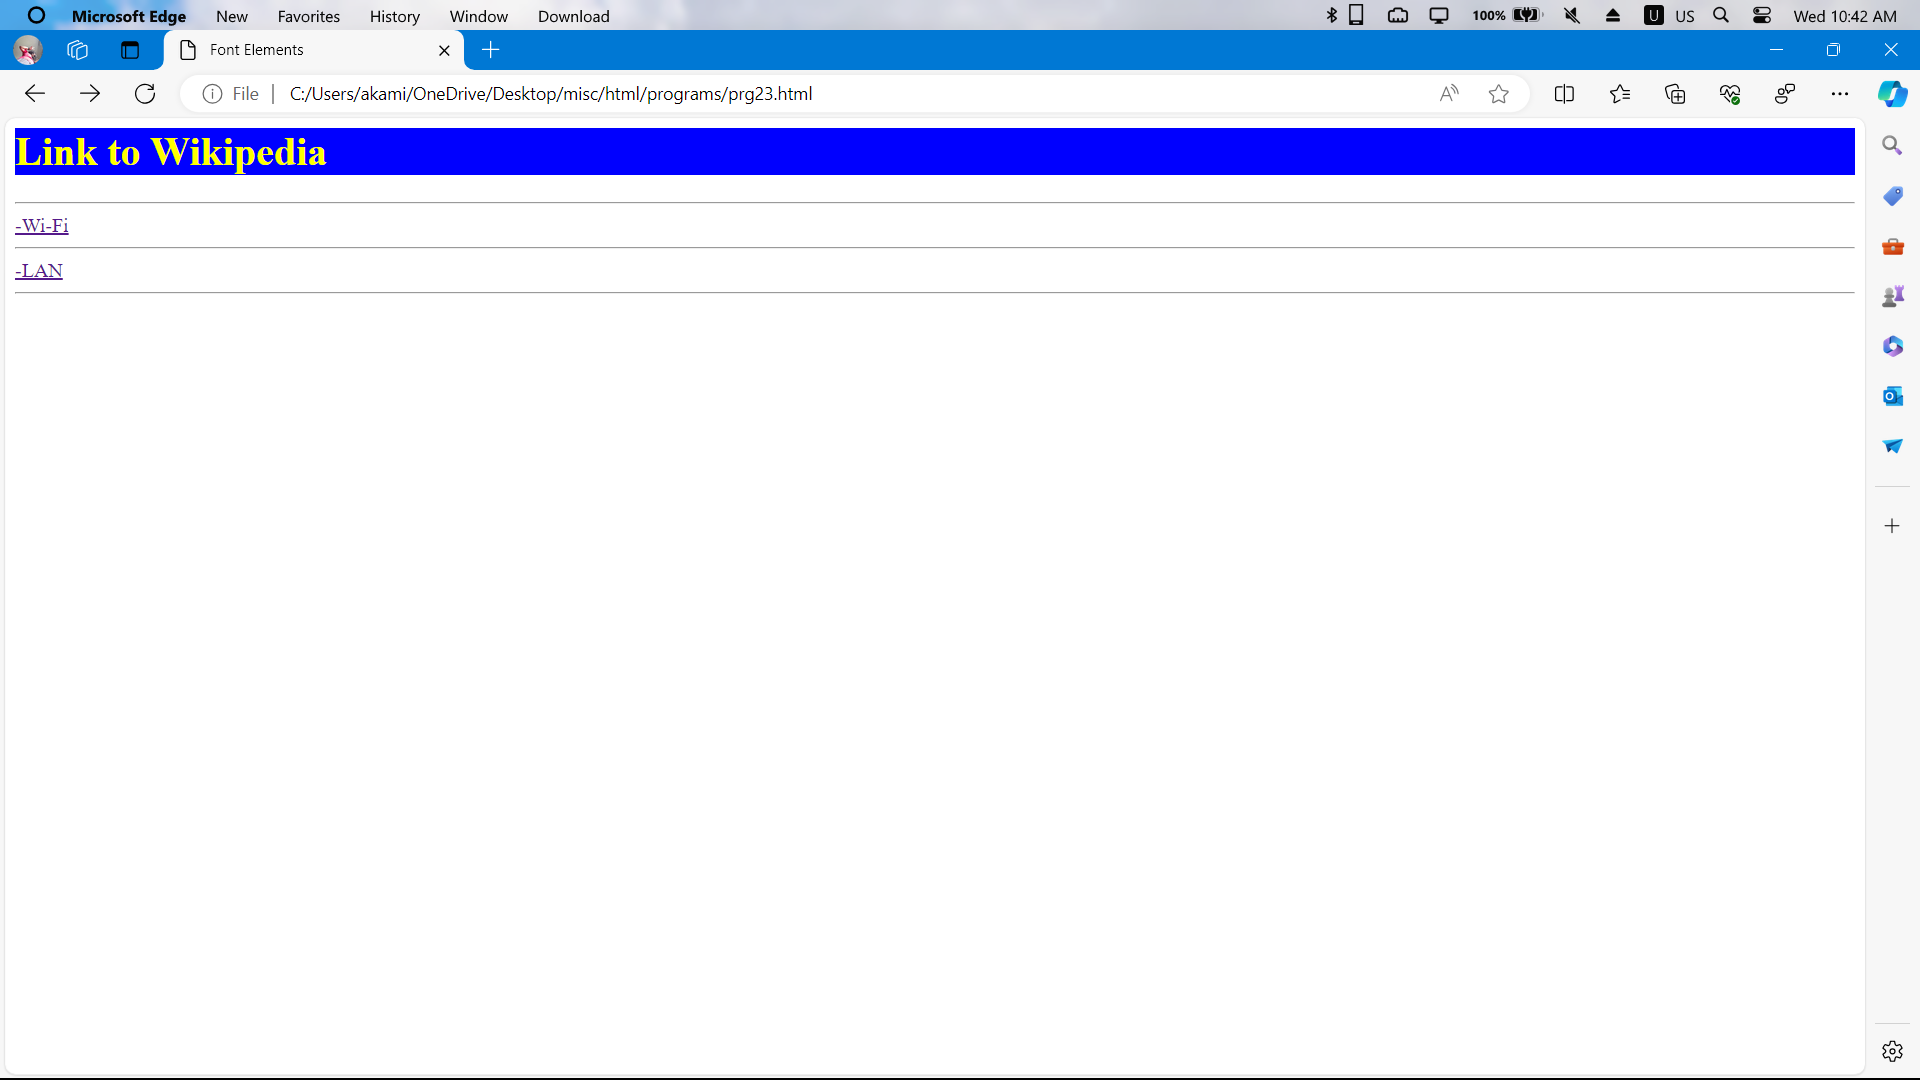 Microsoft Edge New Favorites History Window Download 100% U US Wed 10:42 AM
Font Elements
File C:/Users/akami/OneDrive/Desktop/misc/html/programs/prg23.html
Link to Wikipedia
-Wi-Fi
-LAN